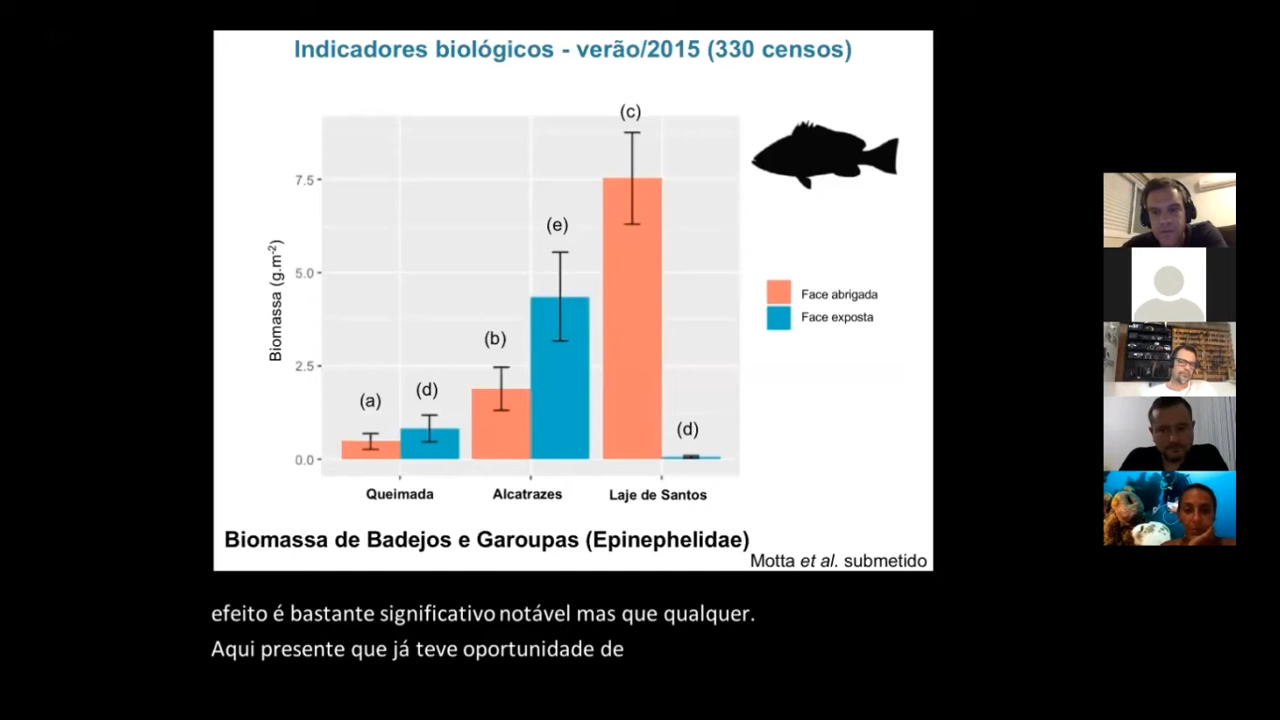 Indicadores biológicos - verão/2015 (330 censos)
(c)
7.5
(e)
Biomassa (g.m-2)
5.0
Face abrigada
Face exposta
(b)
2.5
(d)
(a)
(d)
0.0
Queimada Alcatrazes Laje de Santos
Biomassa de Badejos e Garoupas (Epinephelidae)
Motta et al. submetido
efeito é bastante significativo notável mas que qualquer.
Aqui presente que já teve oportunidade de